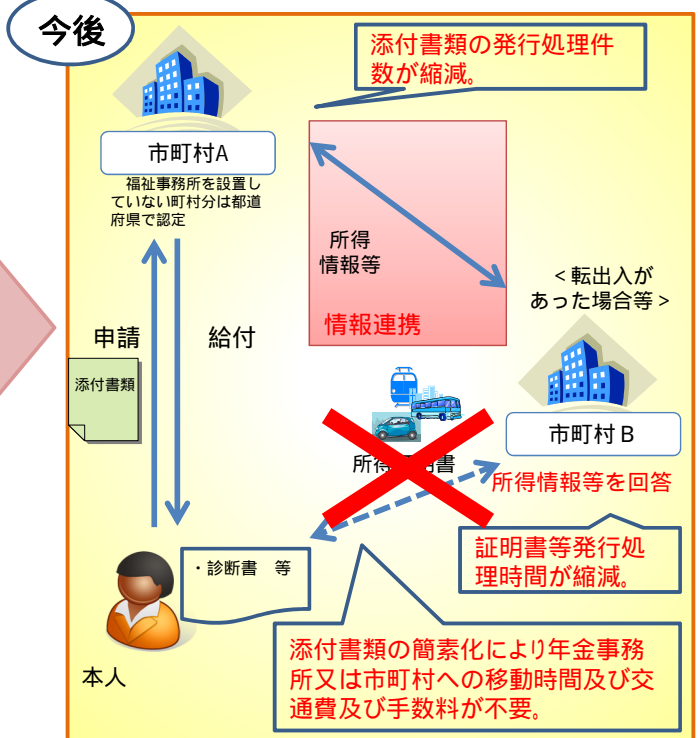 今後
添付書類の発行処理件
数が縮減。
市町村A
福祉事務所を設置し
ていない町村分は都道
府県で認定
所得
情報等
情報連携
<転出入が
あった場合等>
申請
給付
添付書類
市町村B
所得 明書
所得情報等を回答
・診断書 等
証明書等発行処
理時間が縮減。
本人
添付書類の簡素化により年金事務
所又は市町村への移動時間及び交
通費及び手数料が不要。